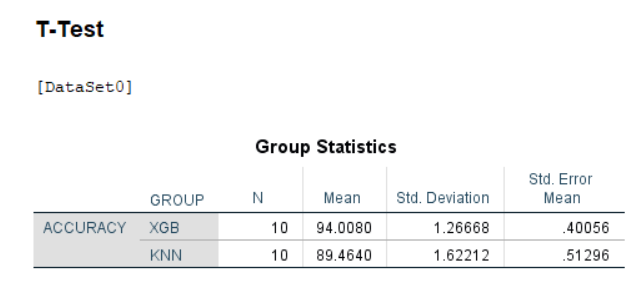 T-Test
[DataSet0]
Group Statistics
GROUP N Mean Std. Deviation Std. Error Mean
ACCURACY XGB 10 94.0080 1.26668 .40056
KNN 10 89.4640 1.62212 .51296